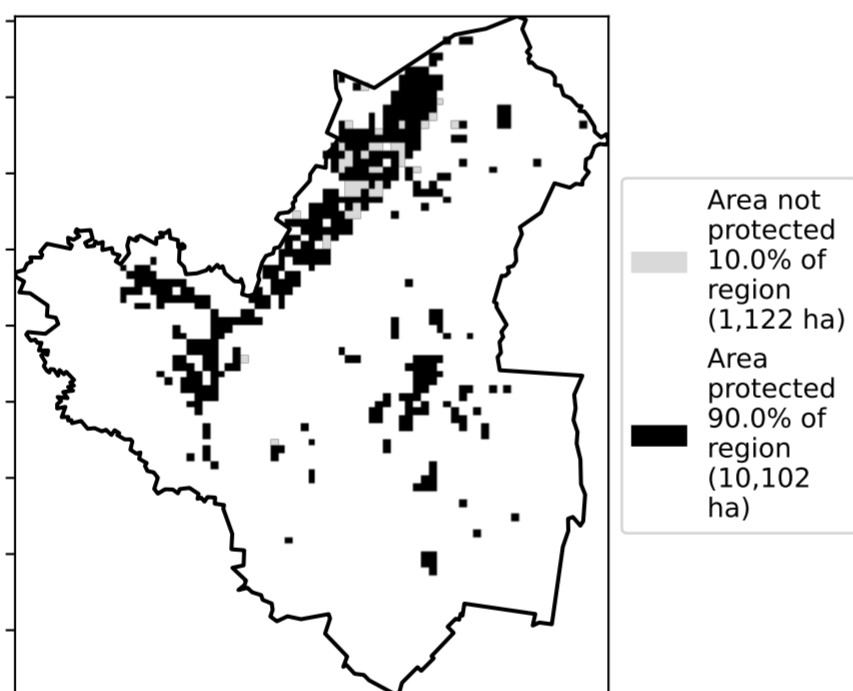 Area not
protected
10.0% of
region
(1,122 ha)
Area
protected
90.0% of
region
(10,102
ha)